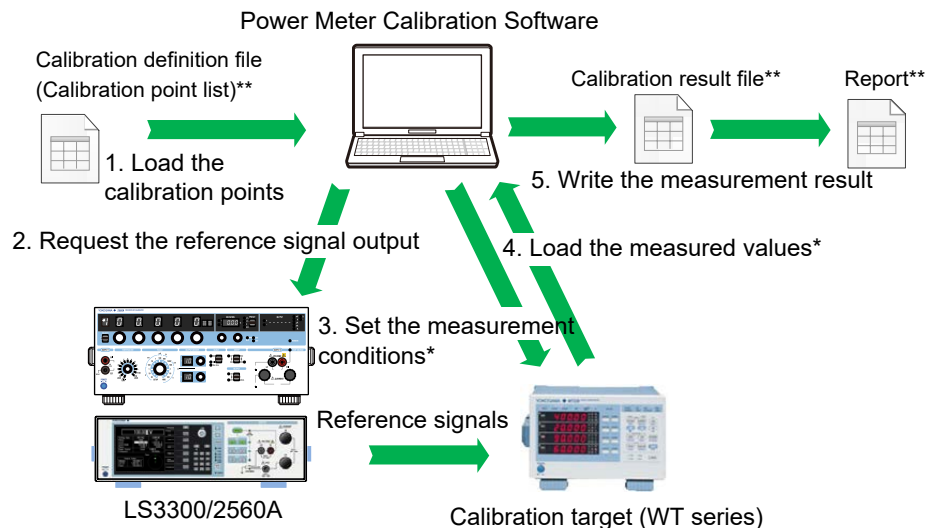 Power Meter Calibration Software
Calibration definition file
(Calibration point list)**
Calibration result file**
Report**
1. Load the
calibration points
5. Write the measurement result
2. Request the reference signal output
4. Load the measured values*
3. Set the measurement
conditions*
Reference signals
LS3300/2560A
Calibration target (WT series)